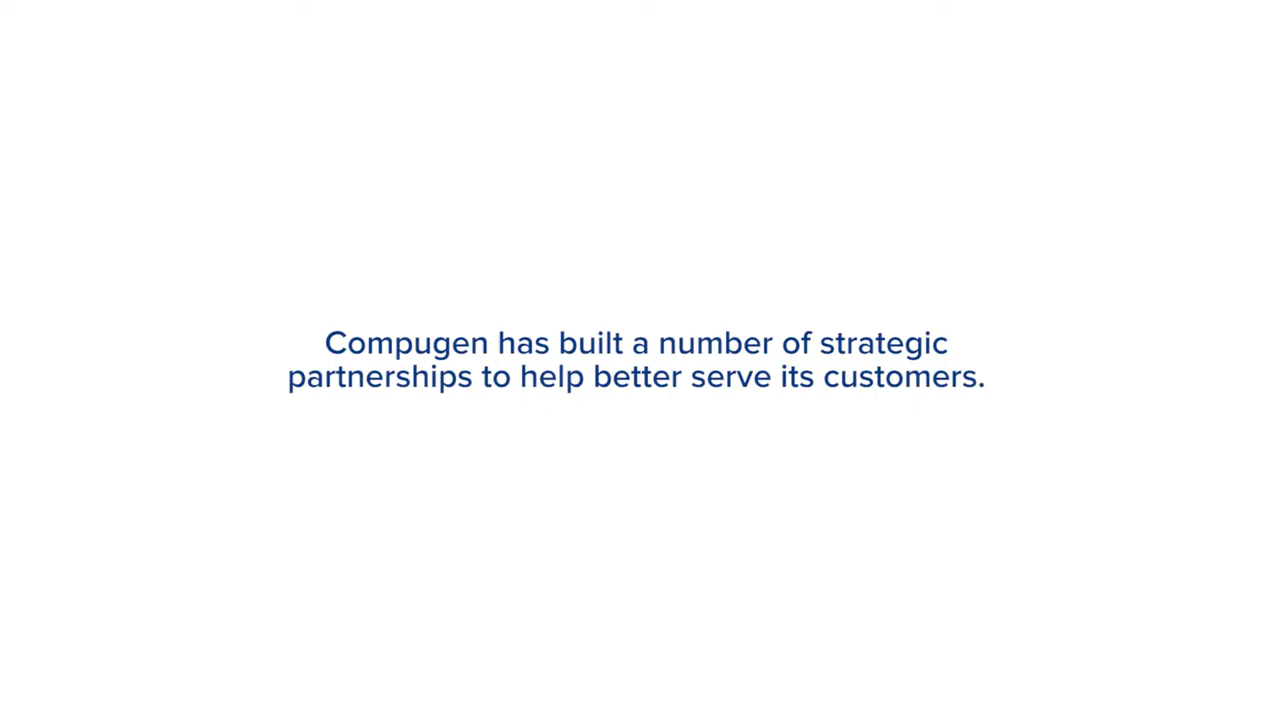 Compugen has built a number of strategic
partnerships to help better serve its customers.